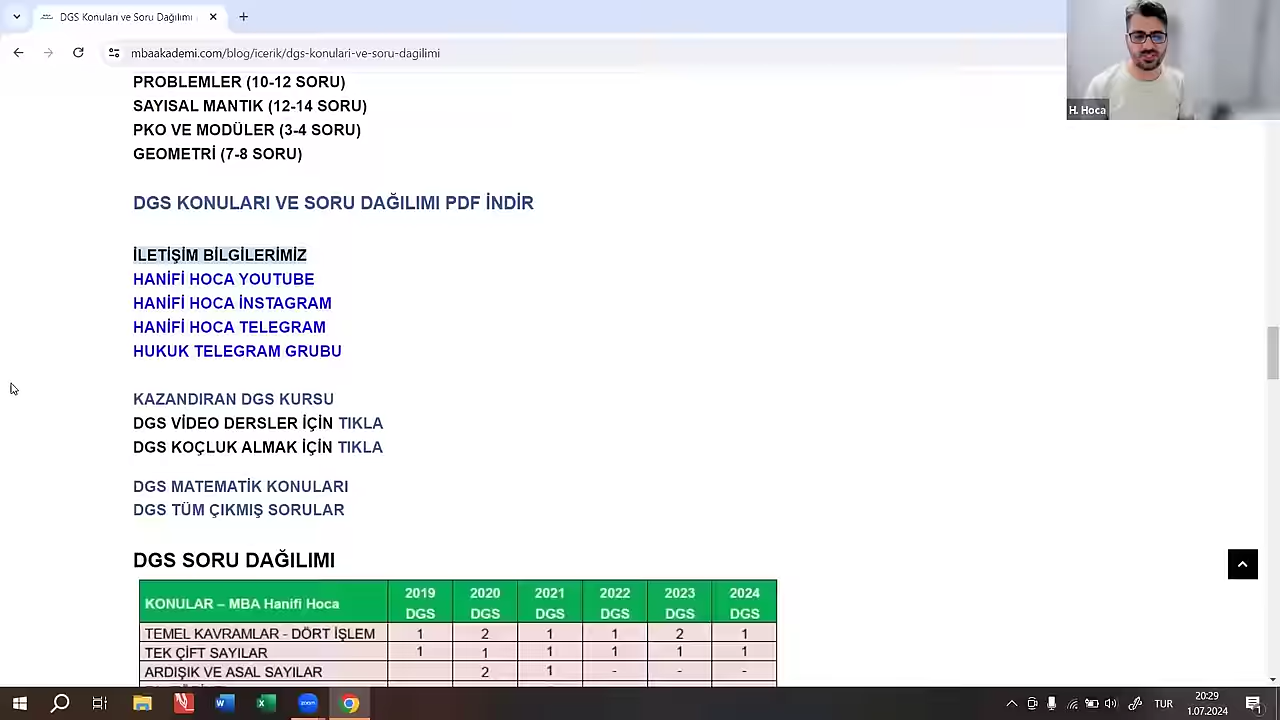 DGS Konuları ve Soru Dağılımı
mbaakademi.com/blog/icerik/dgs-konulari-ve-soru-dagilimi
H. Hoca
PROBLEMLER (10-12 SORU)
SAYISAL MANTIK (12-14 SORU)
PKO VE MODÜLER (3-4 SORU)
GEOMETRİ (7-8 SORU)
DGS KONULARI VE SORU DAĞILIMI PDF İNDİR
İLETİŞİM BİLGİLERİMİZ
HANİFİ HOCA YOUTUBE
HANİFİ HOCA İNSTAGRAM
HANİFİ HOCA TELEGRAM
HUKUK TELEGRAM GRUBU
KAZANDIRAN DGS KURSU
DGS VİDEO DERSLER İÇİN TIKLA
DGS KOÇLUK ALMAK İÇİN TIKLA
DGS MATEMATİK KONULARI
DGS TÜM ÇIKMIŞ SORULAR
DGS SORU DAĞILIMI
KONULAR – MBA Hanifi Hoca 2019 DGS 2020 DGS 2021 DGS 2022 DGS 2023 DGS 2024 DGS
TEMEL KAVRAMLAR - DÖRT İŞLEM 1 2 1 1 2 1
TEK ÇİFT SAYILAR 1 1 1 1 1 1
ARDIŞIK VE ASAL SAYILAR 2 1 - - -
zoom
TUR
20:29
1.07.2024